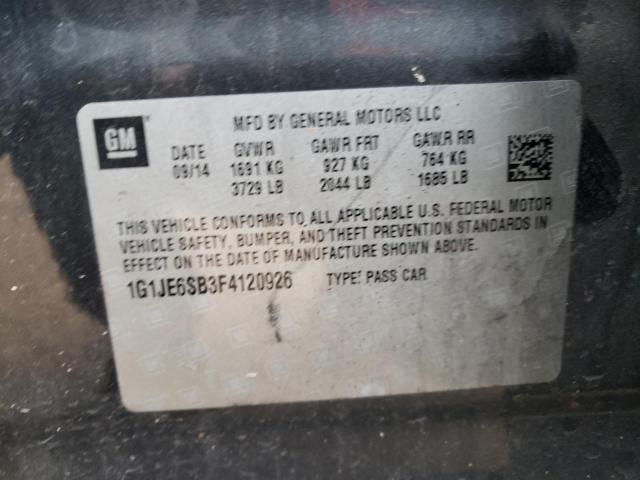 GM
MFD BY GENERAL MOTORS LLC
DATE GVWR GAWR FRT GAWR RR
09/14 1691 KG 927 KG 764 KG
3729 LB 2044 LB 1685 LB
THIS VEHICLE CONFORMS TO ALL APPLICABLE U.S. FEDERAL MOTOR
VEHICLE SAFETY, BUMPER, AND THEFT PREVENTION STANDARDS IN
EFFECT ON THE DATE OF MANUFACTURE SHOWN ABOVE.
1G1JE6SB3F4120926 TYPE: PASS CAR